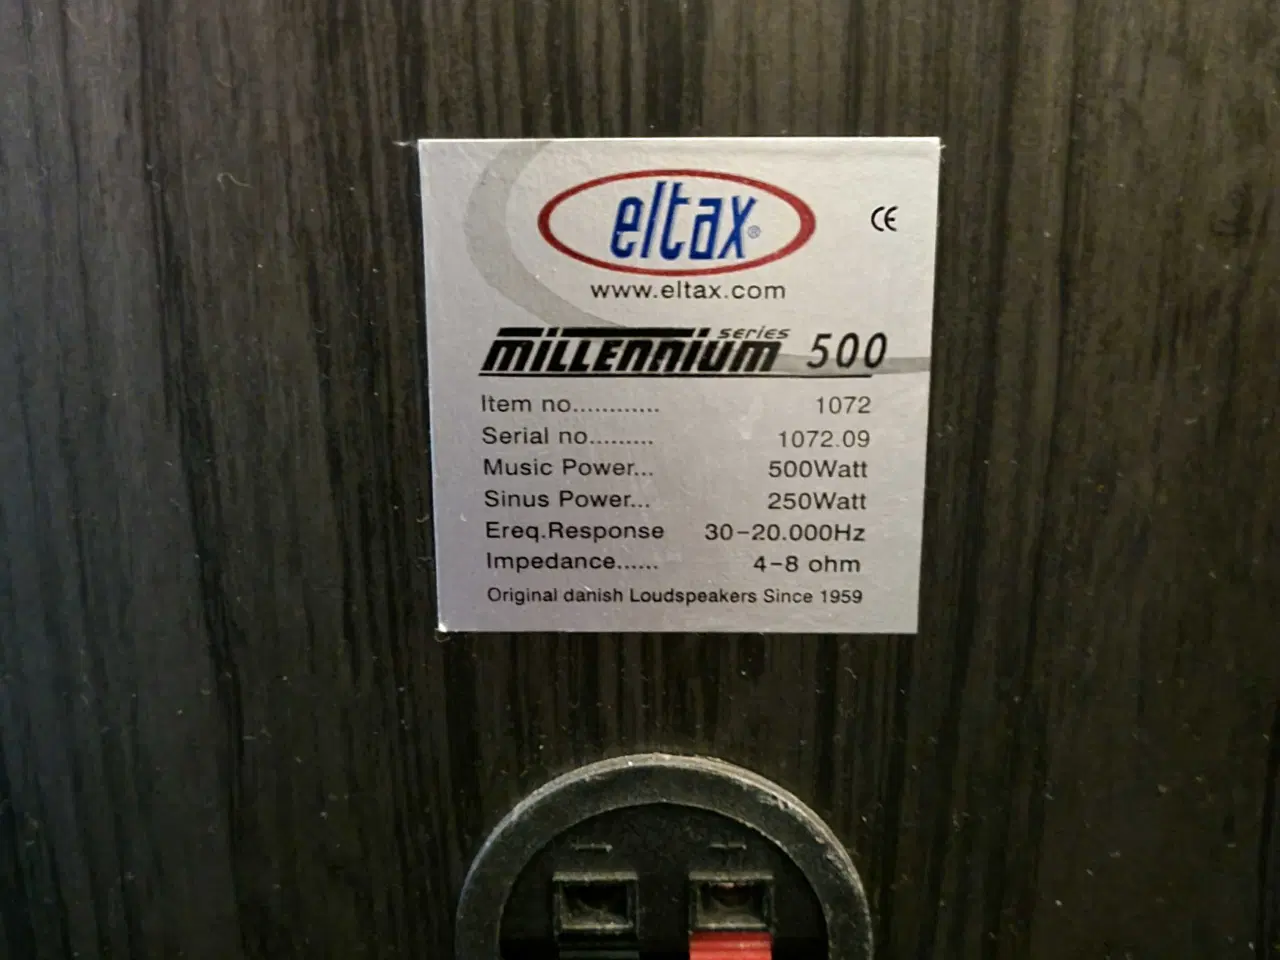 eltax®
CE
www.eltax.com
millennium series 500
Item no............ 1072
Serial no......... 1072.09
Music Power... 500Watt
Sinus Power... 250Watt
Ereq.Response 30-20.000Hz
Impedance...... 4-8 ohm
Original danish Loudspeakers Since 1959